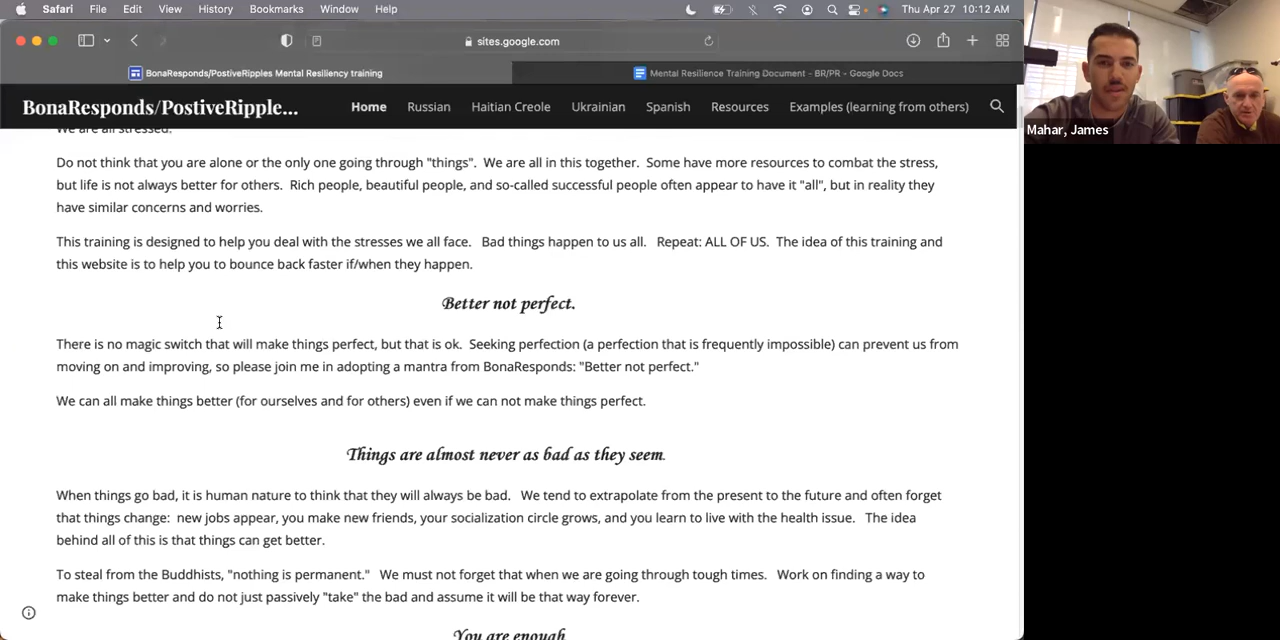 Safari File Edit View History Bookmarks Window Help Thu Apr 27 10:12 AM
sites.google.com
BonaResponds/PostiveRipples Mental Resiliency training
Mental Resilience Training Document - BR/PR - Google Docs
BonaResponds/PostiveRipple... Home Russian Haitian Creole Ukrainian Spanish Resources Examples (learning from others)
Mahar, James
We are all stressed.
Do not think that you are alone or the only one going through "things". We are all in this together. Some have more resources to combat the stress,
but life is not always better for others. Rich people, beautiful people, and so-called successful people often appear to have it "all", but in reality they
have similar concerns and worries.
This training is designed to help you deal with the stresses we all face. Bad things happen to us all. Repeat: ALL OF US. The idea of this training and
this website is to help you to bounce back faster if/when they happen.
Better not perfect.
There is no magic switch that will make things perfect, but that is ok. Seeking perfection (a perfection that is frequently impossible) can prevent us from
moving on and improving, so please join me in adopting a mantra from BonaResponds: "Better not perfect."
We can all make things better (for ourselves and for others) even if we can not make things perfect.
Things are almost never as bad as they seem.
When things go bad, it is human nature to think that they will always be bad. We tend to extrapolate from the present to the future and often forget
that things change: new jobs appear, you make new friends, your socialization circle grows, and you learn to live with the health issue. The idea
behind all of this is that things can get better.
To steal from the Buddhists, "nothing is permanent." We must not forget that when we are going through tough times. Work on finding a way to
make things better and do not just passively "take" the bad and assume it will be that way forever.
You are enough